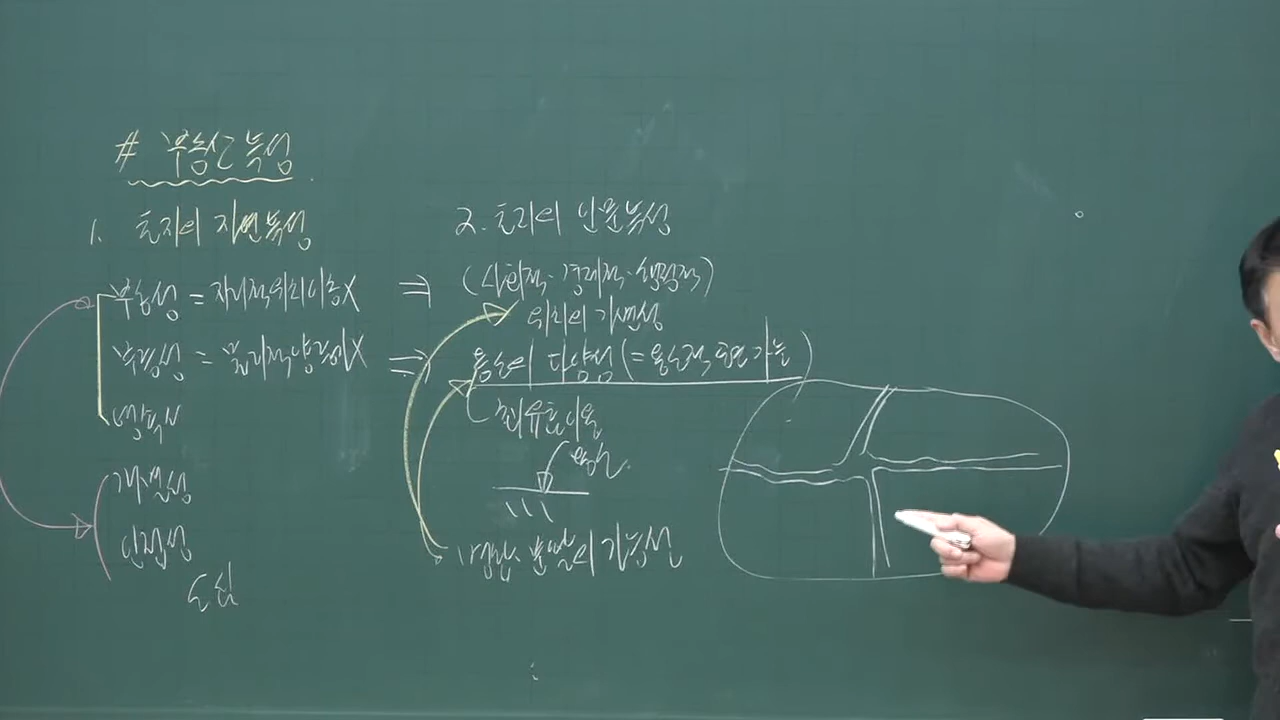 # 부동산 특성
1. 토지의 자연특성
부동성 = 지리적 위치 이동X ⇒
부증성 = 물리적 양 증가X ⇒
영속성
개별성
인접성
도찬
2. 토지의 인문특성
(사회적·경제적·행정적)
위치의 가변성
용도의 다양성 (= 용도적 공급 가능)
최유효이용
병합·분할의 가능성